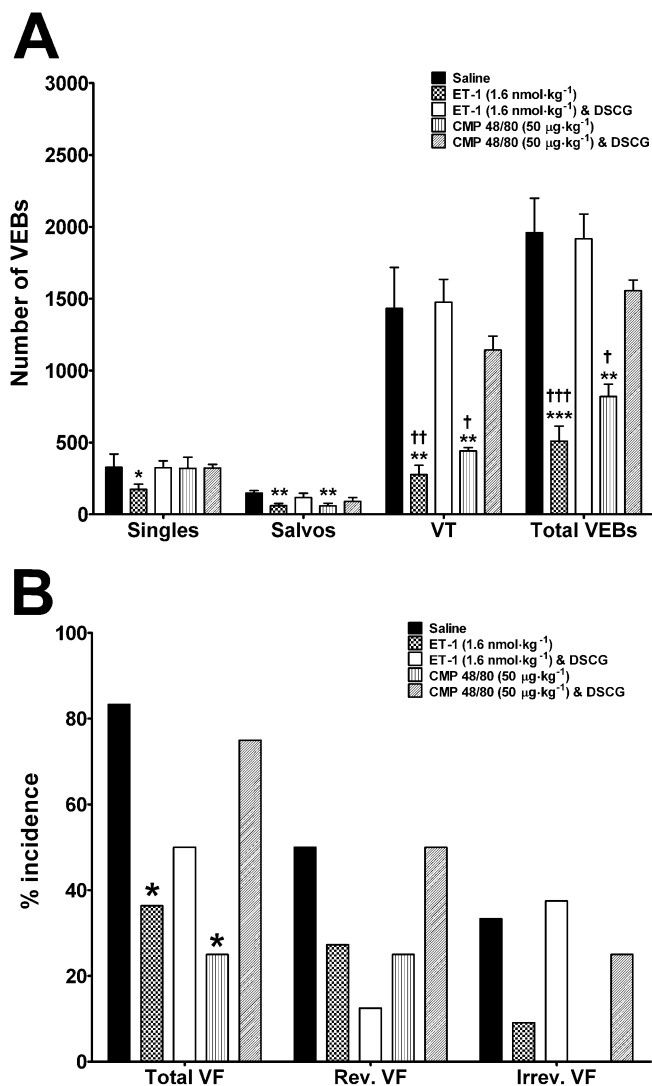 A
Saline
ET-1 (1.6 nmol·kg⁻¹)
ET-1 (1.6 nmol·kg⁻¹) & DSCG
CMP 48/80 (50 µg·kg⁻¹)
CMP 48/80 (50 µg·kg⁻¹) & DSCG
Number of VEBs
3000
2500
2000
1500
1000
500
0
*
** **
††
**
†
**
†††
***
†
**
Singles Salvos VT Total VEBs
B
Saline
ET-1 (1.6 nmol·kg⁻¹)
ET-1 (1.6 nmol·kg⁻¹) & DSCG
CMP 48/80 (50 µg·kg⁻¹)
CMP 48/80 (50 µg·kg⁻¹) & DSCG
% incidence
100
80
60
40
20
0
* *
Total VF Rev. VF Irrev. VF